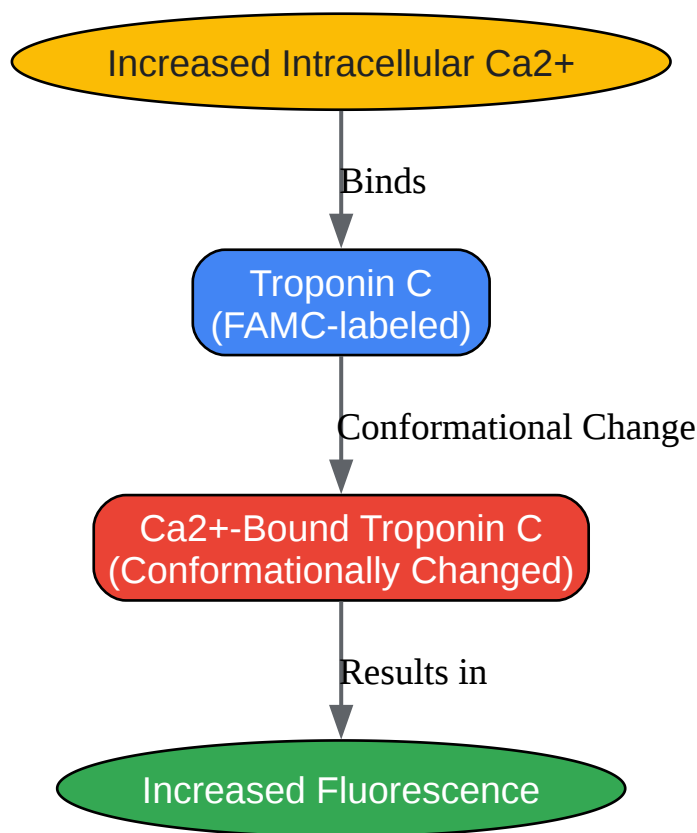 Increased Intracellular Ca2+
Binds
Troponin C
(FAMC-labeled)
Conformational Change
Ca2+-Bound Troponin C
(Conformationally Changed)
Results in
Increased Fluorescence